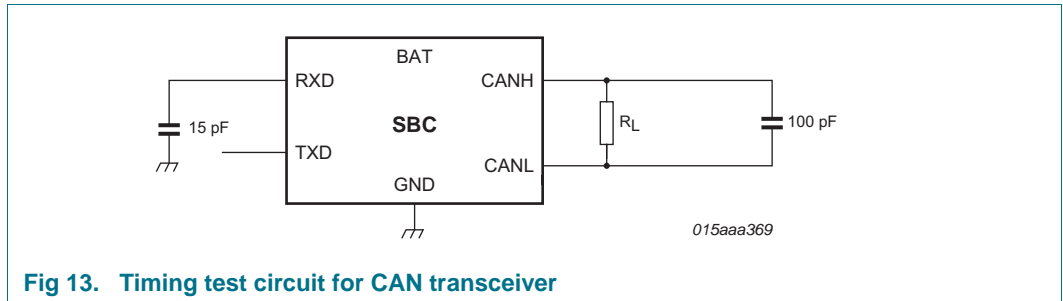 BAT
RXD
CANH
15 pF
SBC
RL
100 pF
TXD
CANL
GND
015aaa369
Fig 13. Timing test circuit for CAN transceiver